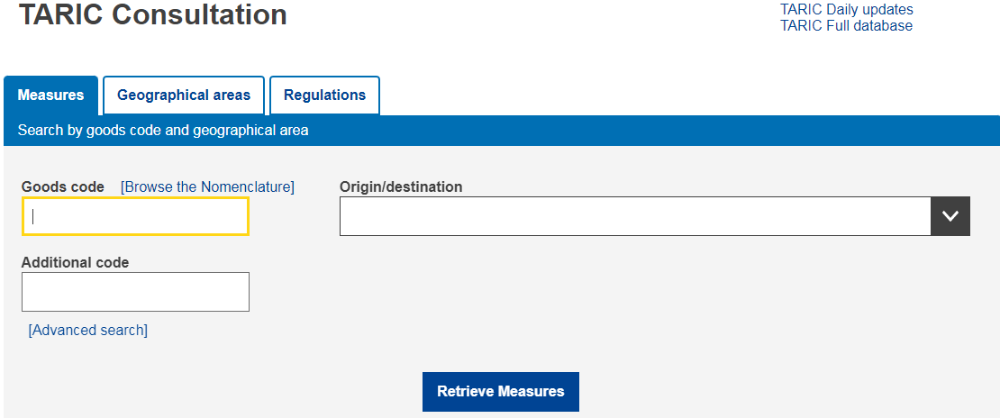 TARIC Consultation
TARIC Daily updates
TARIC Full database
Measures
Geographical areas
Regulations
Search by goods code and geographical area
Goods code [Browse the Nomenclature]
Origin/destination
Additional code
[Advanced search]
Retrieve Measures